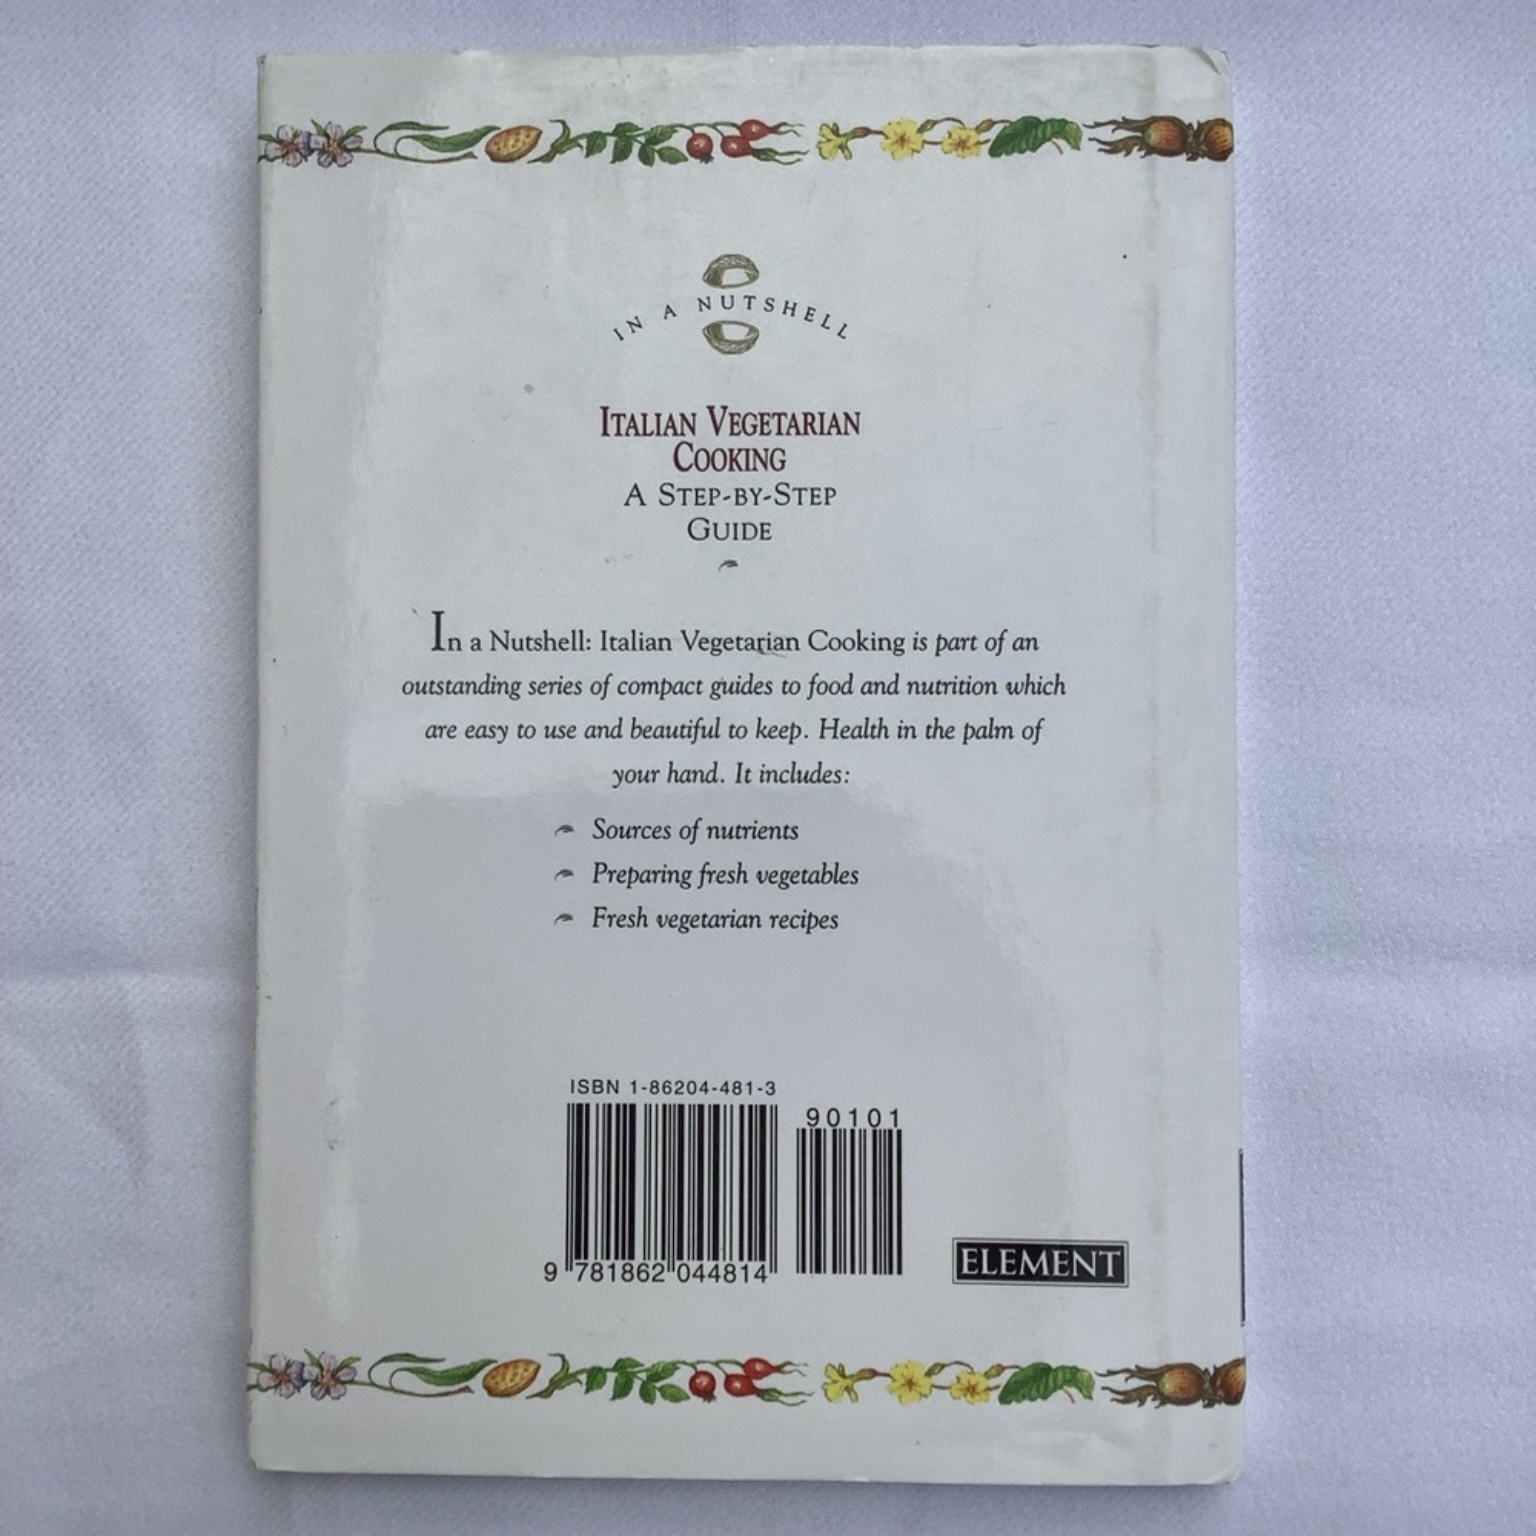 IN A NUTSHELL
ITALIAN VEGETARIAN
COOKING
A STEP-BY-STEP
GUIDE
In a Nutshell: Italian Vegetarian Cooking is part of an
outstanding series of compact guides to food and nutrition which
are easy to use and beautiful to keep. Health in the palm of
your hand. It includes:
Sources of nutrients
Preparing fresh vegetables
Fresh vegetarian recipes
ISBN 1-86204-481-3
90101
9 781862 044814
ELEMENT